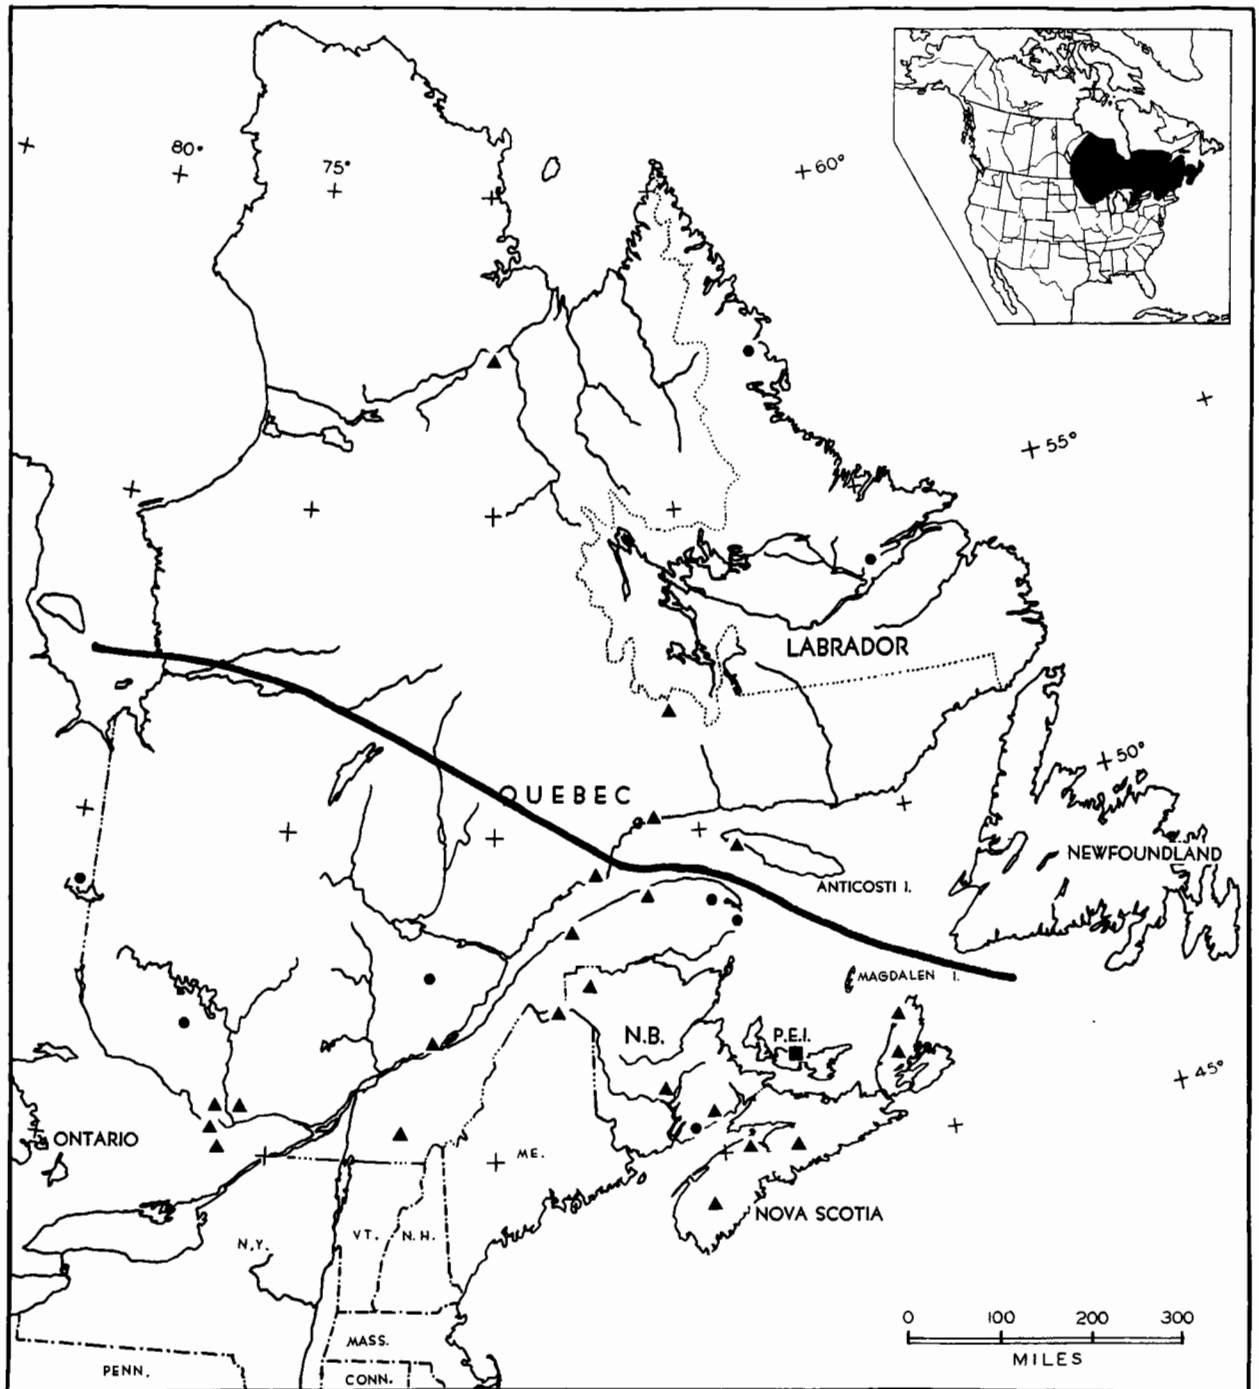 80°
75°
60°
55°
LABRADOR
50°
QUEBEC
NEWFOUNDLAND
ANTICOSTI I.
MAGDALEN I.
N.B.
P.E.I.
45°
ONTARIO
ME.
NOVA SCOTIA
N.Y.
VT.
N.H.
0 100 200 300
MILES
MASS.
PENN.
CONN.